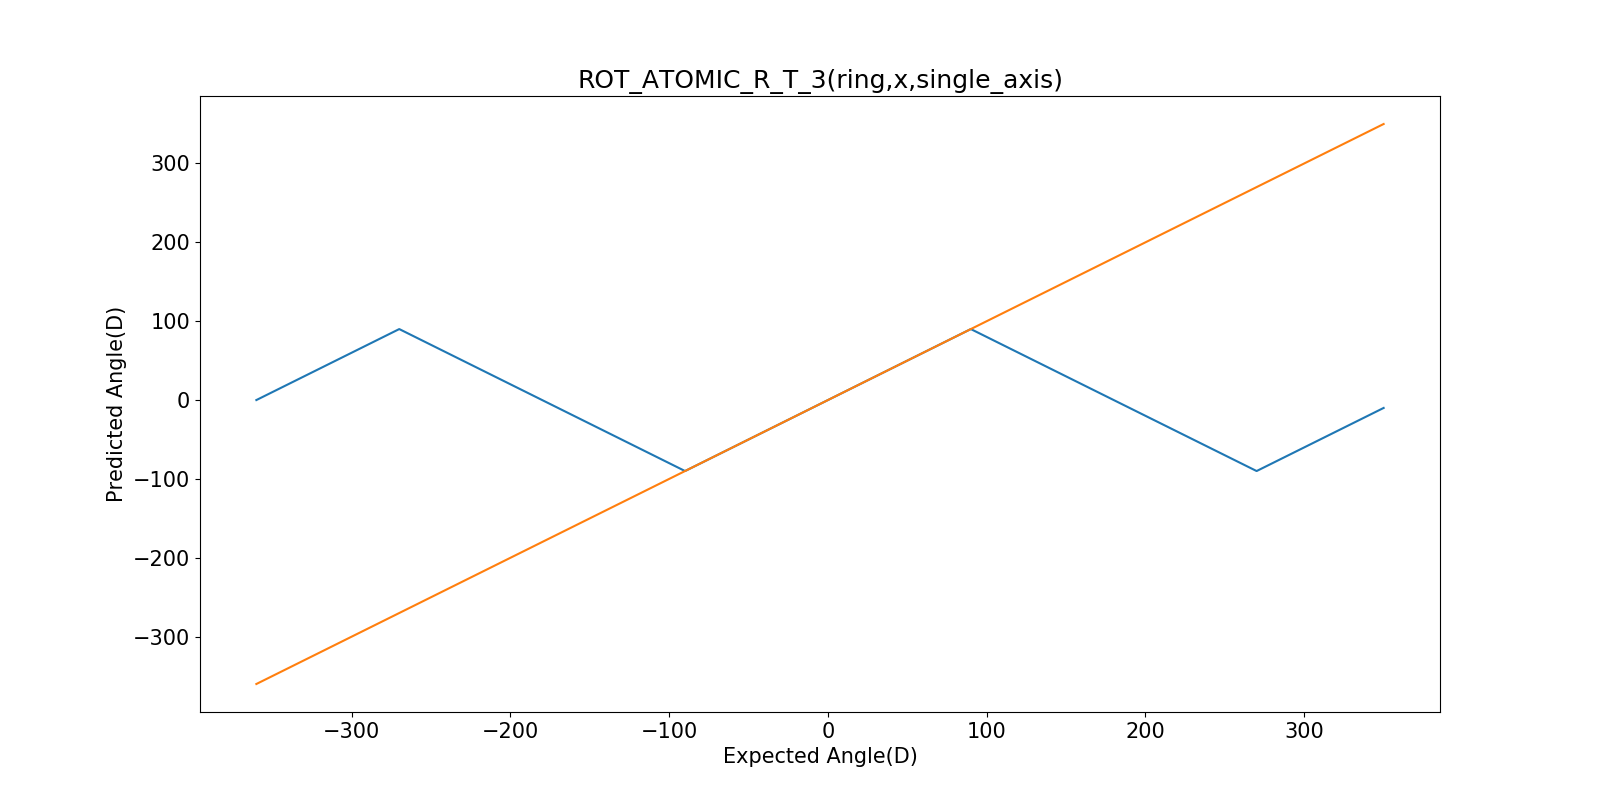 ROT_ATOMIC_R_T_3(ring,x,single_axis)
300
200
100
0
−100
−200
−300
Predicted Angle(D)
−300 −200 −100 0 100 200 300
Expected Angle(D)